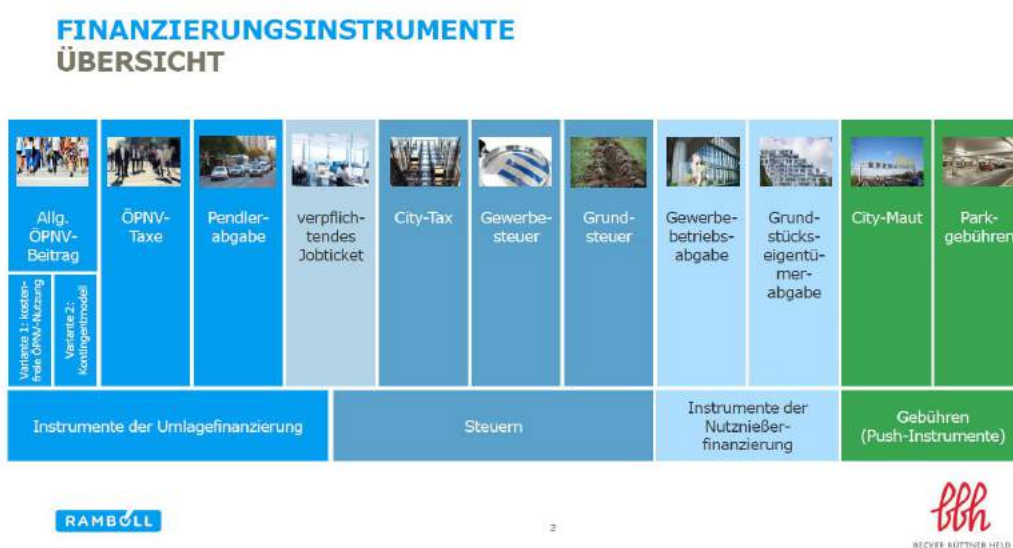 FINANZIERUNGSINSTRUMENTE
ÜBERSICHT
Allg.
ÖPNV-
Beitrag
Variante 1: kosten-
freie ÖPNV-Nutzung
Variante 2:
Kontingentmodell
ÖPNV-
Taxe
Pendler-
abgabe
verpflich-
tendes
Jobticket
City-Tax
Gewerbe-
steuer
Grund-
steuer
Gewerbe-
betriebs-
abgabe
Grund-
stücks-
eigentü-
mer-
abgabe
City-Maut
Park-
gebühren
Instrumente der Umlagefinanzierung
Steuern
Instrumente der
Nutznießer-
finanzierung
Gebühren
(Push-Instrumente)
RAMBOLL
2
bbh
BECKER BÜTTNER HELD